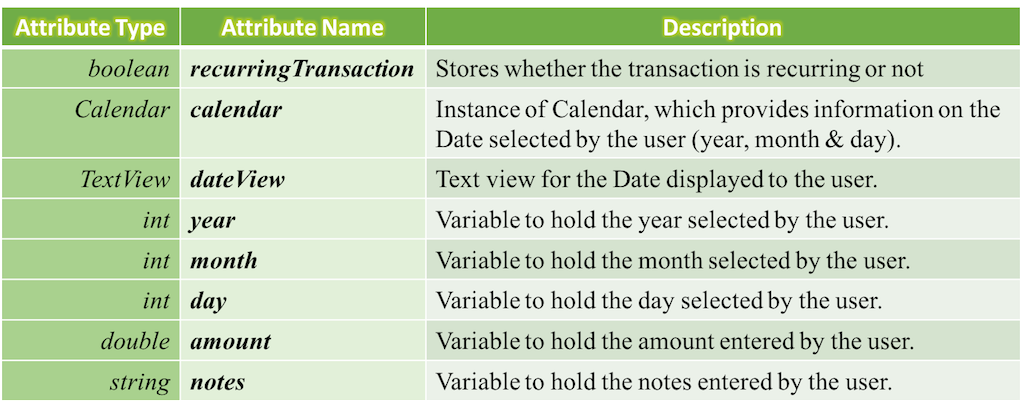 Attribute Type Attribute Name Description
boolean recurringTransaction Stores whether the transaction is recurring or not
Calendar calendar Instance of Calendar, which provides information on the
Date selected by the user (year, month & day).
TextView dateView Text view for the Date displayed to the user.
int year Variable to hold the year selected by the user.
int month Variable to hold the month selected by the user.
int day Variable to hold the day selected by the user.
double amount Variable to hold the amount entered by the user.
string notes Variable to hold the notes entered by the user.